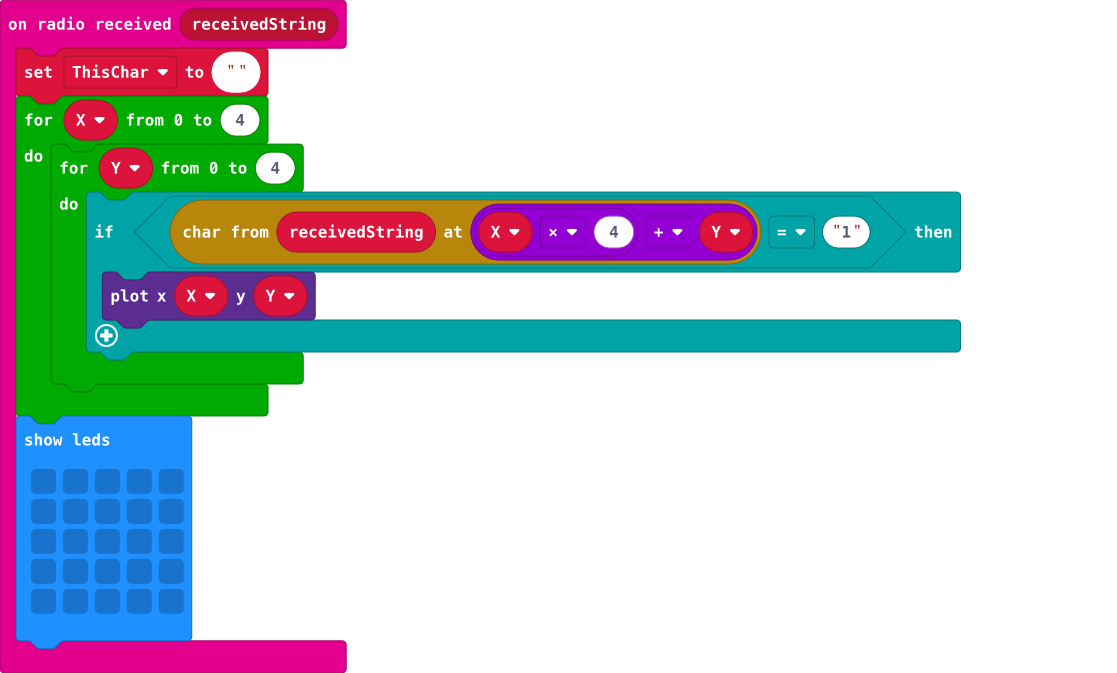 on radio received receivedString
set ThisChar to " "
for X from 0 to 4
do
for Y from 0 to 4
do
if char from receivedString at X × 4 + Y = "1" then
plot x X y Y
show leds